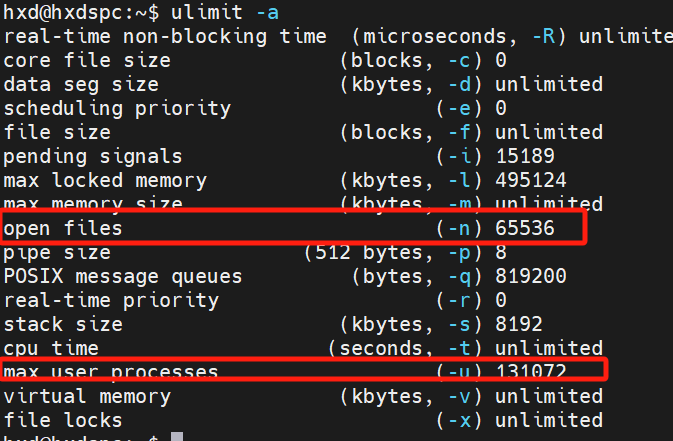 hxd@hxdspc:~$ ulimit -a
real-time non-blocking time  (microseconds, -R) unlimited
core file size              (blocks, -c) 0
data seg size               (kbytes, -d) unlimited
scheduling priority                 (-e) 0
file size                   (blocks, -f) unlimited
pending signals                     (-i) 15189
max locked memory           (kbytes, -l) 495124
max memory size             (kbytes, -m) unlimited
open files                          (-n) 65536
pipe size                (512 bytes, -p) 8
POSIX message queues         (bytes, -q) 819200
real-time priority                  (-r) 0
stack size                  (kbytes, -s) 8192
cpu time                   (seconds, -t) unlimited
max user processes                  (-u) 131072
virtual memory              (kbytes, -v) unlimited
file locks                          (-x) unlimited
hxd@hxdspc:~$